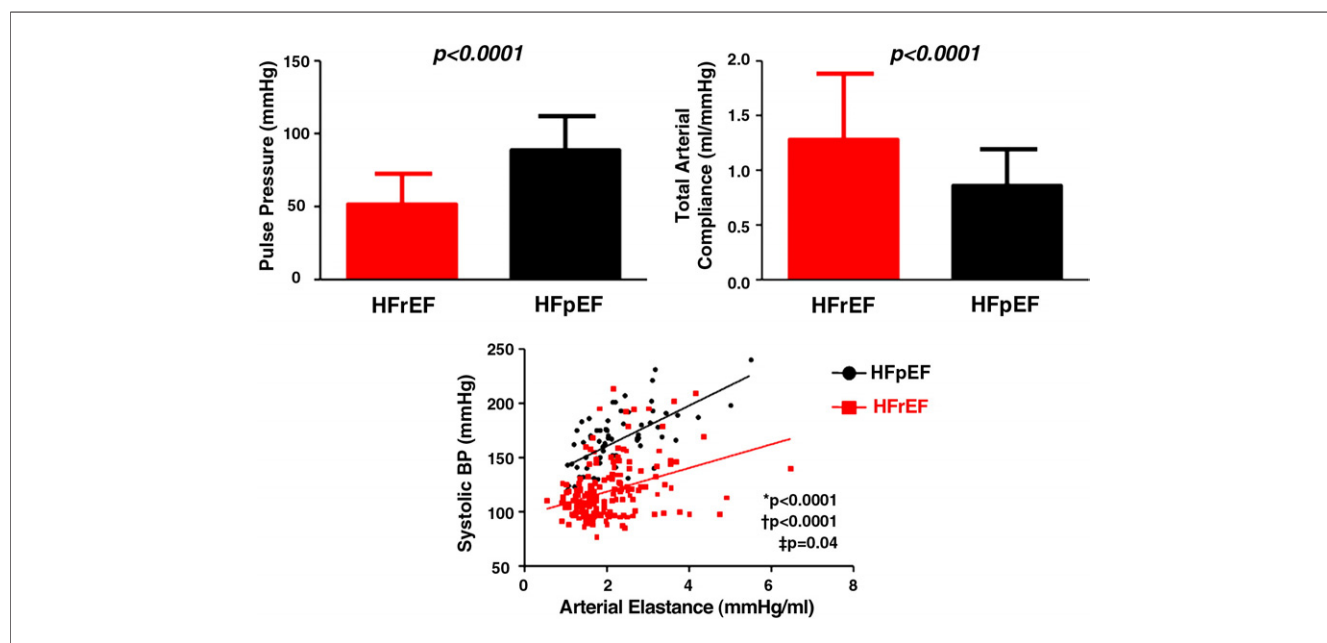 p<0.0001
Pulse Pressure (mmHg)
150
100
50
0
HFrEF
HFpEF
p<0.0001
Total Arterial
Compliance (ml/mmHg)
2.0
1.5
1.0
0.5
0.0
HFrEF
HFpEF
Systolic BP (mmHg)
250
200
150
100
50
HFpEF
HFrEF
*p<0.0001
†p<0.0001
‡p=0.04
0
2
4
6
8
Arterial Elastance (mmHg/ml)